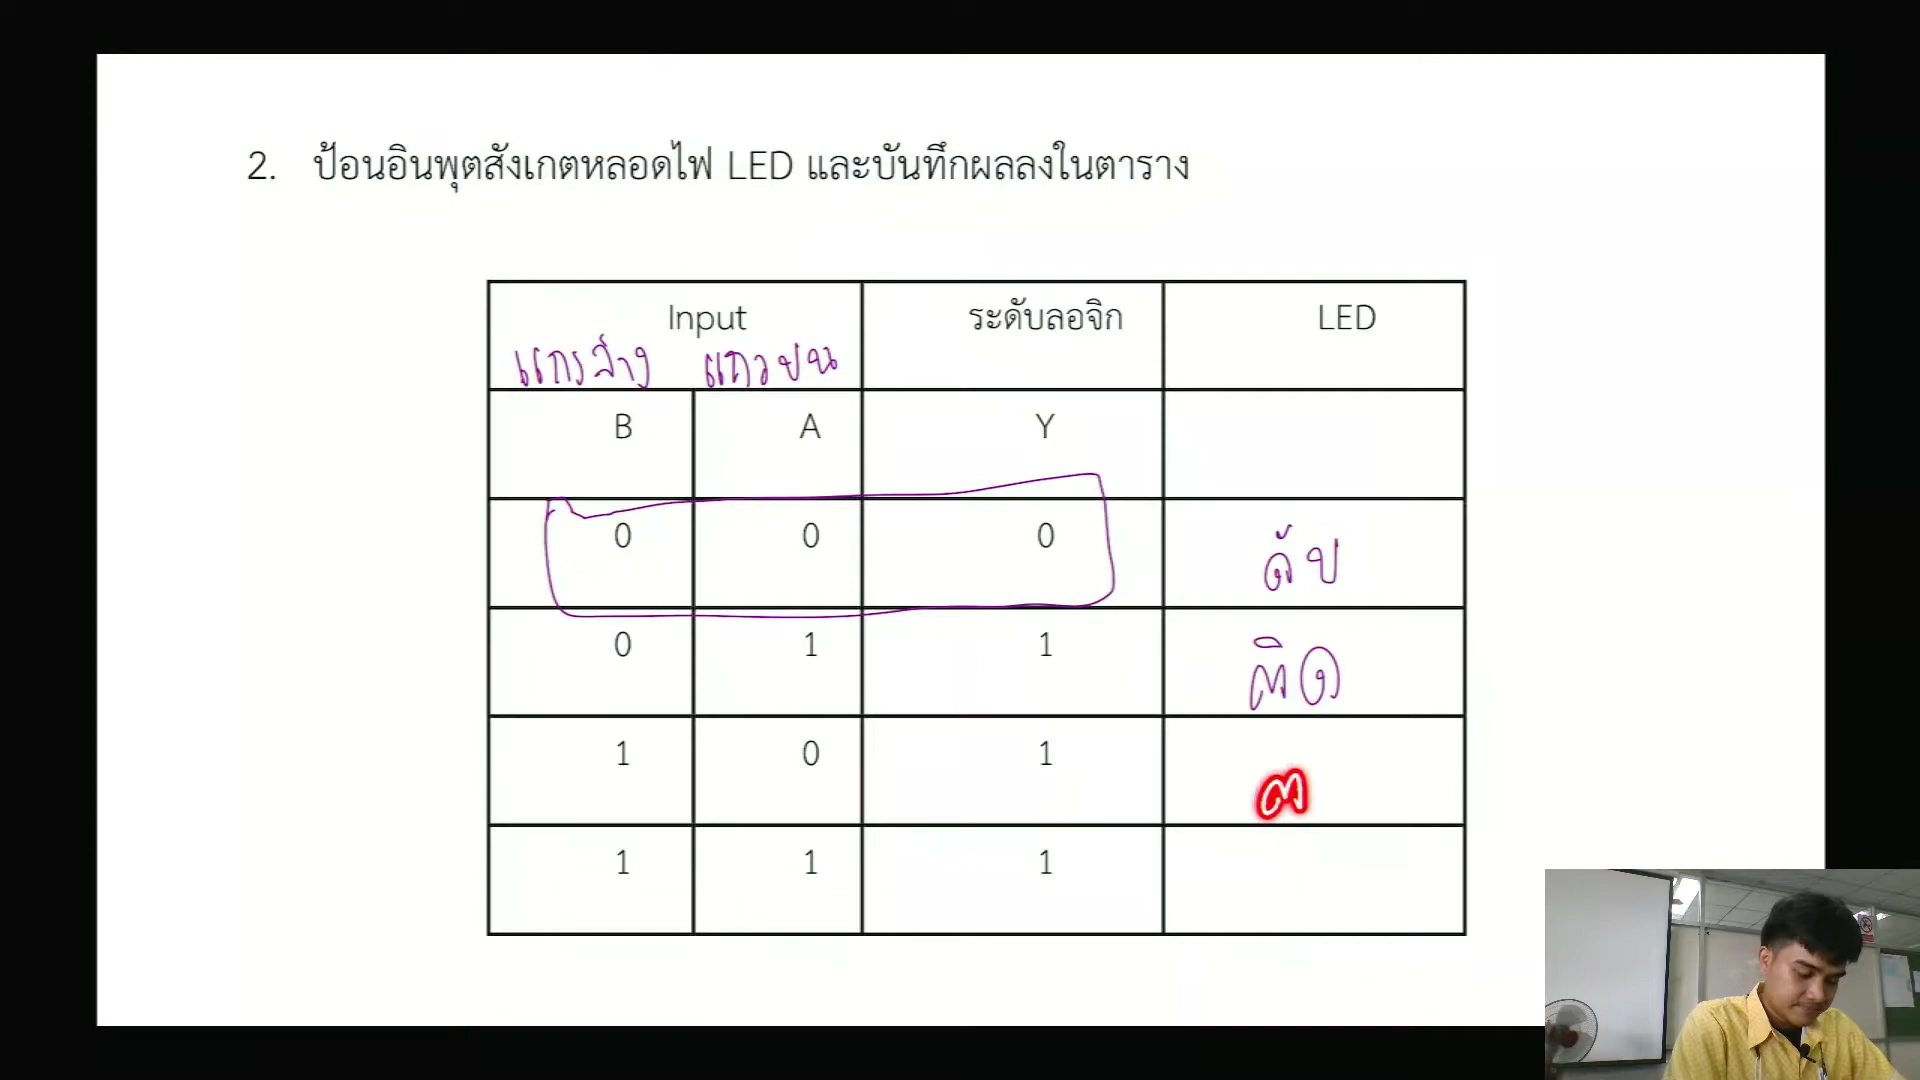 2. ป้อนอินพุตสังเกตหลอดไฟ LED และบันทึกผลลงในตาราง
Input ระดับลอจิก LED
แถวล่าง แถวบน
B A Y
0 0 0 ดับ
0 1 1 ติด
1 0 1 ต
1 1 1